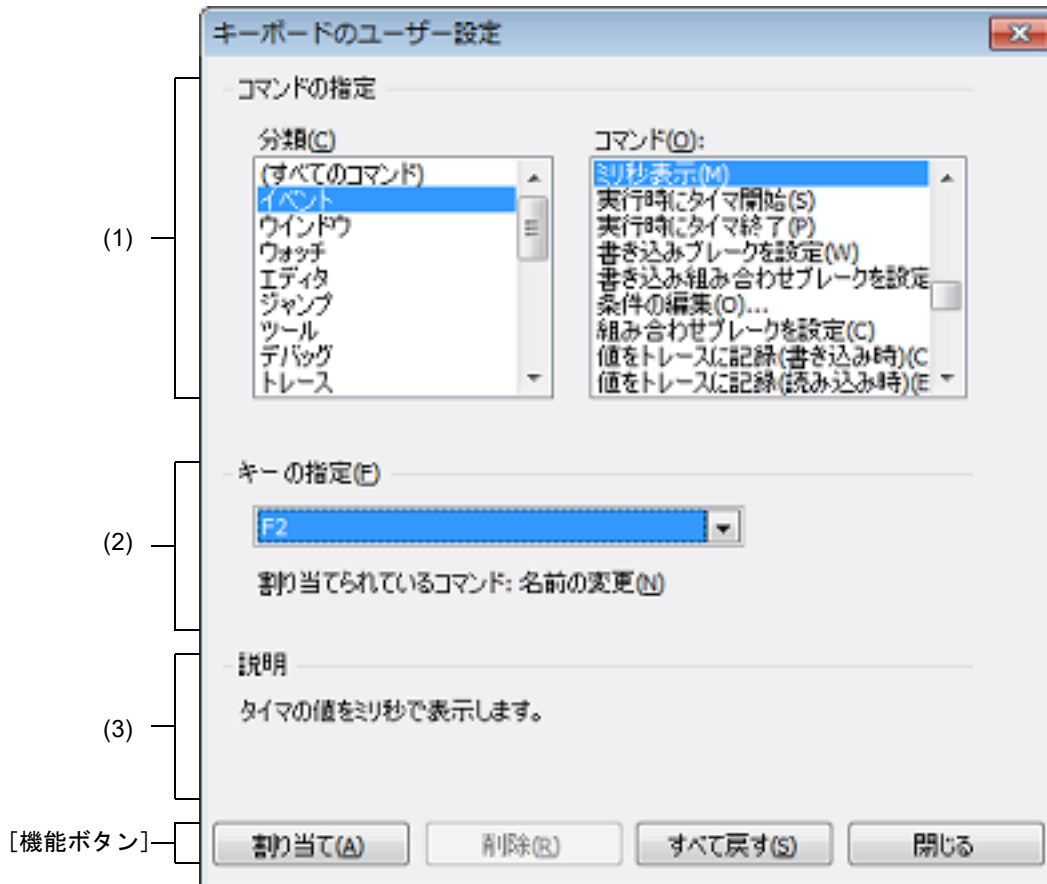 キーボードのユーザー設定
(1)
コマンドの指定
分類(C)
(すべてのコマンド)
イベント
ウインドウ
ウォッチ
エディタ
ジャンプ
ツール
デバッグ
トレース
コマンド(O):
ミリ秒表示(M)
実行時にタイマ開始(S)
実行時にタイマ終了(P)
書き込みブレークを設定(W)
書き込み組み合わせブレークを設定
条件の編集(O)...
組み合わせブレークを設定(C)
値をトレースに記録(書き込み時)(C
値をトレースに記録(読み込み時)(E
(2)
キーの指定(F)
F2
割り当てられているコマンド: 名前の変更(N)
(3)
説明
タイマの値をミリ秒で表示します。
[機能ボタン]
割り当て(A)
削除(R)
すべて戻す(S)
閉じる